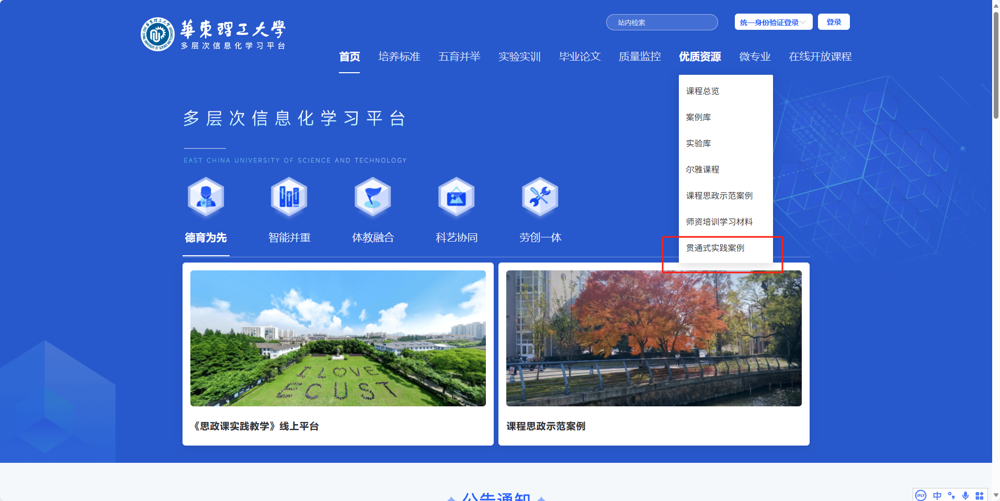 華東理工大學
多层次信息化学习平台
站内检索
统一身份验证登录
登录
首页 培养标准 五育并举 实验实训 毕业论文 质量监控 优质资源 微专业 在线开放课程
课程总览
案例库
实验库
尔雅课程
课程思政示范案例
师资培训学习材料
贯通式实践案例
多层次信息化学习平台
EAST CHINA UNIVERSITY OF SCIENCE AND TECHNOLOGY
德育为先 智能并重 体教融合 科艺协同 劳创一体
I LOVE
ECUST
《思政课实践教学》线上平台
课程思政示范案例
公告通知
iFLY 中